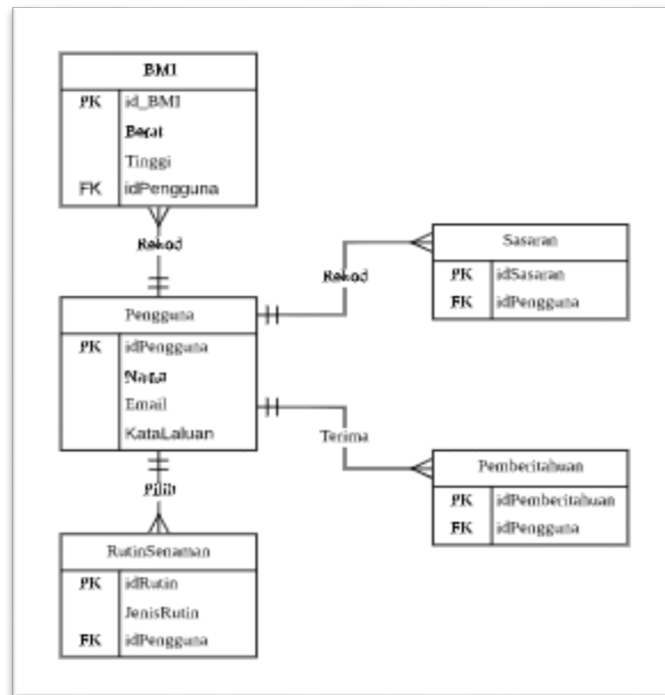 BMI
PK id_BMI
Berat
Tinggi
FK idPengguna
Rekod
Pengguna
PK idPengguna
Nama
Email
KataLaluan
Pilih
RutinSenaman
PK idRutin
JenisRutin
FK idPengguna
Rekod
Sasaran
PK idSasaran
FK idPengguna
Terima
Pemberitahuan
PK idPemberitahuan
FK idPengguna